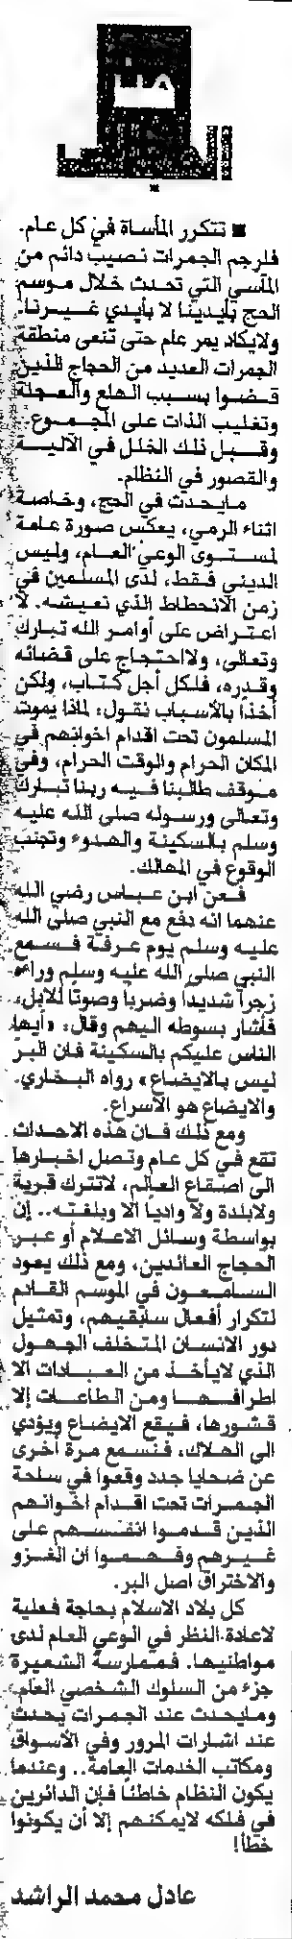 هنا
■ تتكرر المأساة في كل عام.
فلرجم الجمرات نصيب دائم من
المآسي التي تحدث خلال موسم
الحج بأيدينا لا بأيدي غيرنا.
ولايكاد يمر عام حتى تنعى منطقة
الجمرات العديد من الحجاج الذين
قضوا بسبب الهلع والعجلة
وتغليب الذات على المجموع.
وقبل ذلك الخلل في الآلية
والقصور في النظام.
مايحدث في الحج، وخاصة
اثناء الرمي، يعكس صورة عامة
لمستوى الوعي العام، وليس
الديني فقط، لدى المسلمين في
زمن الانحطاط الذي نعيشه. لا
اعتراض على أوامر الله تبارك
وتعالى، ولااحتجاج على قضائه
وقدره، فلكل أجل كتاب، ولكن
أخذاً بالأسباب نقول: لماذا يموت
المسلمون تحت اقدام اخوانهم في
المكان الحرام والوقت الحرام، وفي
موقف طالبنا فيه ربنا تبارك
وتعالى ورسوله صلى الله عليه
وسلم بالسكينة والهدوء وتجنب
الوقوع في المهالك.
فعن ابن عباس رضي الله
عنهما انه دفع مع النبي صلى الله
عليه وسلم يوم عرفة فسمع
النبي صلى الله عليه وسلم وراءه
زجراً شديداً وضرباً وصوتاً للابل،
فأشار بسوطه اليهم وقال: «أيها
الناس عليكم بالسكينة فان البر
ليس بالايضاع» رواه البخاري.
والايضاع هو الاسراع.
ومع ذلك فان هذه الاحداث
تقع في كل عام وتصل اخبارها
الى اصقاع العالم، لاتترك قرية
ولابلدة ولا وادياً الا وبلغته.. إن
بواسطة وسائل الاعلام أو عبر
الحجاج العائدين، ومع ذلك يعود
السامعون في الموسم القادم
لتكرار أفعال سابقيهم، وتمثيل
دور الانسان المتخلف الجهول
الذي لايأخذ من العبادات الا
اطرافها ومن الطاعات إلا
قشورها، فيقع الايضاع ويؤدي
الى الهلاك، فنسمع مرة أخرى
عن ضحايا جدد وقعوا في ساحة
الجمرات تحت اقدام اخوانهم
الذين قدموا انفسهم على
غيرهم وفهموا ان الغزو
والاختراق اصل البر.
كل بلاد الاسلام بحاجة فعلية
لاعادة النظر في الوعي العام لدى
مواطنيها. فممارسة الشعيرة
جزء من السلوك الشخصي العام.
ومايحدث عند الجمرات يحدث
عند اشارات المرور وفي الأسواق
ومكاتب الخدمات العامة.. وعندما
يكون النظام خاطئاً فإن الدائرين
في فلكه لايمكنهم إلا أن يكونوا
خطأ!
عادل محمد الراشد